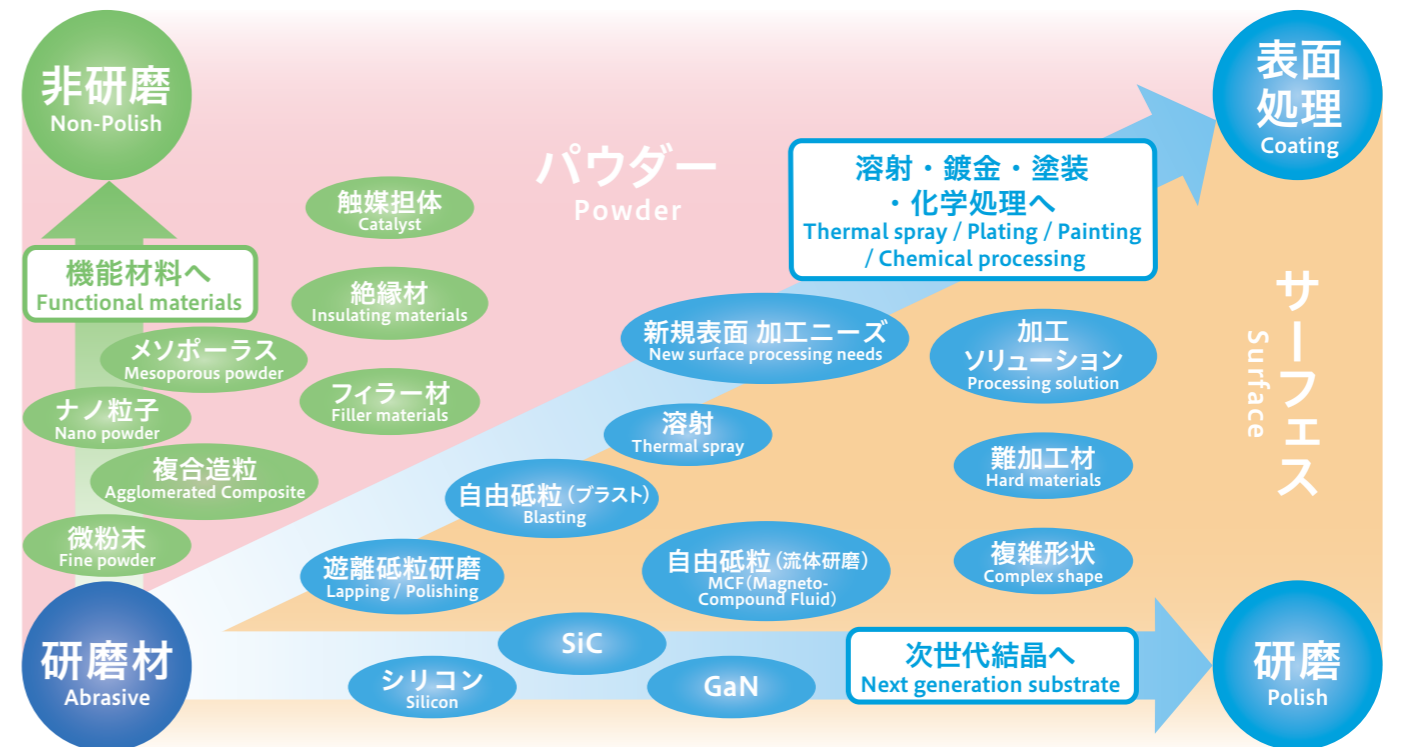 非研磨
Non-Polish
表面
処理
Coating
パウダー
Powder
溶射・鍍金・塗装
・化学処理へ
Thermal spray / Plating / Painting
/ Chemical processing
触媒担体
Catalyst
機能材料へ
Functional materials
絶縁材
Insulating materials
サーフェス
Surface
新規表面 加工ニーズ
New surface processing needs
加工
ソリューション
Processing solution
メソポーラス
Mesoporous powder
フィラー材
Filler materials
ナノ粒子
Nano powder
溶射
Thermal spray
複合造粒
Agglomerated Composite
難加工材
Hard materials
自由砥粒（ブラスト）
Blasting
微粉末
Fine powder
遊離砥粒研磨
Lapping / Polishing
自由砥粒（流体研磨）
MCF（Magneto-
Compound Fluid）
複雑形状
Complex shape
研磨材
Abrasive
SiC
シリコン
Silicon
GaN
次世代結晶へ
Next generation substrate
研磨
Polish